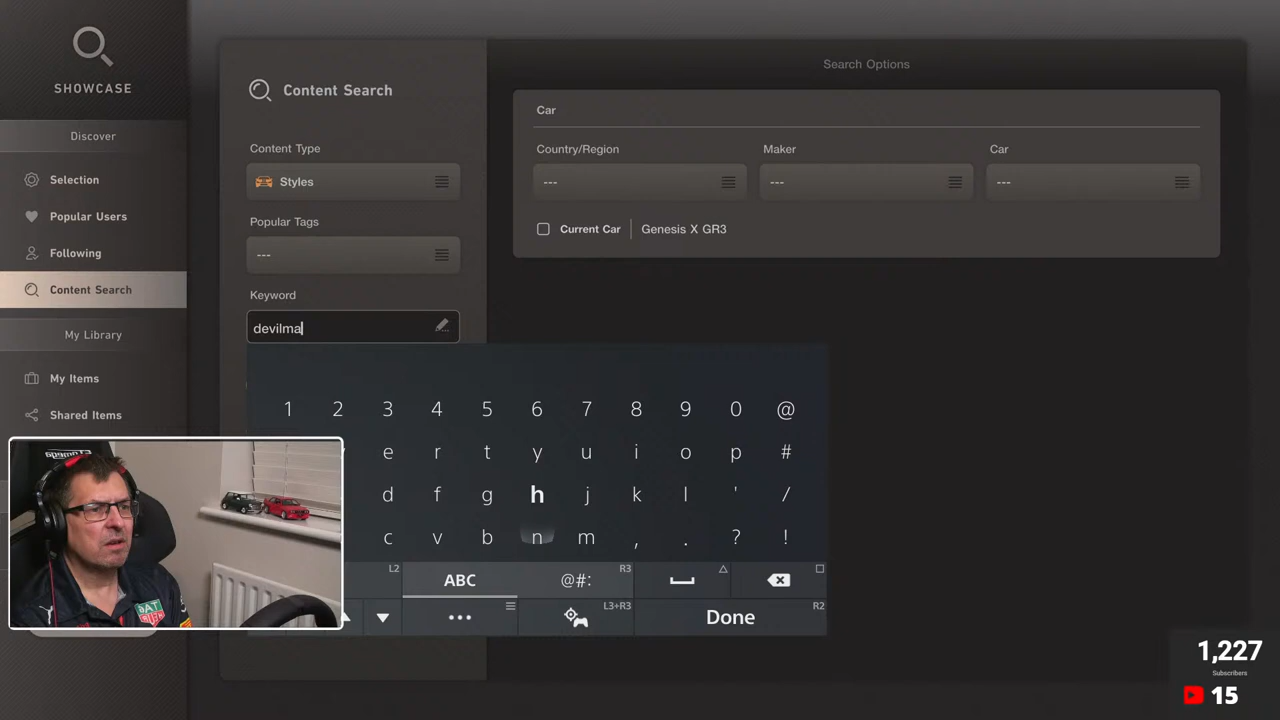 SHOWCASE
Discover
Selection
Popular Users
Following
Content Search
My Library
My Items
Shared Items
Content Search
Content Type
Styles
Popular Tags
---
Keyword
devilma
Search Options
Car
Country/Region Maker Car
--- --- ---
Current Car Genesis X GR3
1 2 3 4 5 6 7 8 9 0 @
e r t y u i o p #
d f g h j k l ' /
c v b n m , . ? !
L2 ABC @#: R3
... L3+R3 Done R2
1,227
Subscribers
15
TAG